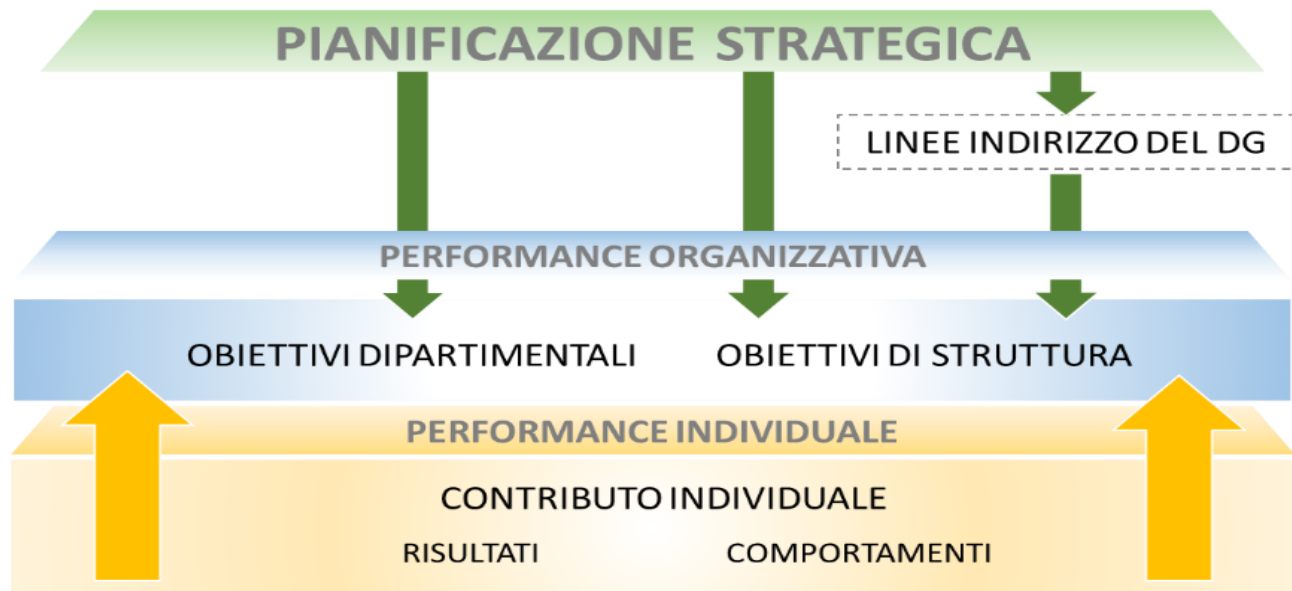 PIANIFICAZIONE STRATEGICA
LINEE INDIRIZZO DEL DG
PERFORMANCE ORGANIZZATIVA
OBIETTIVI DIPARTIMENTALI
OBIETTIVI DI STRUTTURA
PERFORMANCE INDIVIDUALE
CONTRIBUTO INDIVIDUALE
RISULTATI
COMPORTAMENTI